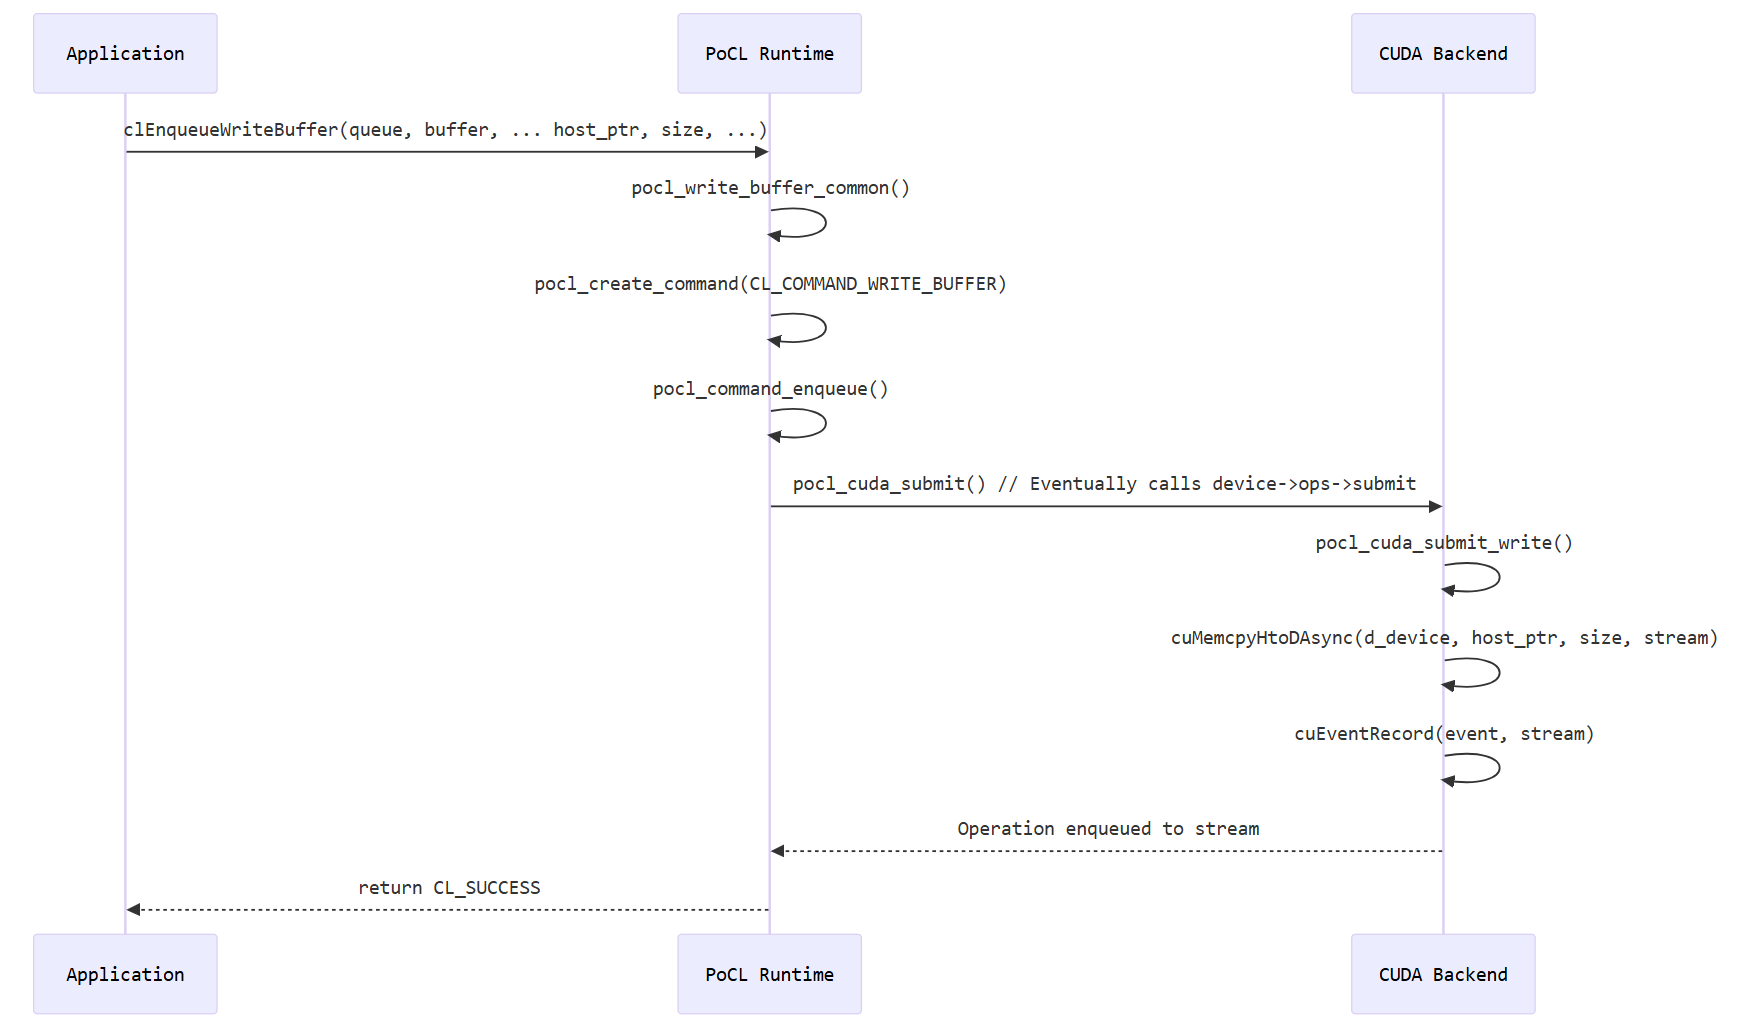 Application
PoCL Runtime
CUDA Backend
clEnqueueWriteBuffer(queue, buffer, ... host_ptr, size, ...)
pocl_write_buffer_common()
pocl_create_command(CL_COMMAND_WRITE_BUFFER)
pocl_command_enqueue()
pocl_cuda_submit() // Eventually calls device->ops->submit
pocl_cuda_submit_write()
cuMemcpyHtoDAsync(d_device, host_ptr, size, stream)
cuEventRecord(event, stream)
Operation enqueued to stream
return CL_SUCCESS
Application
PoCL Runtime
CUDA Backend